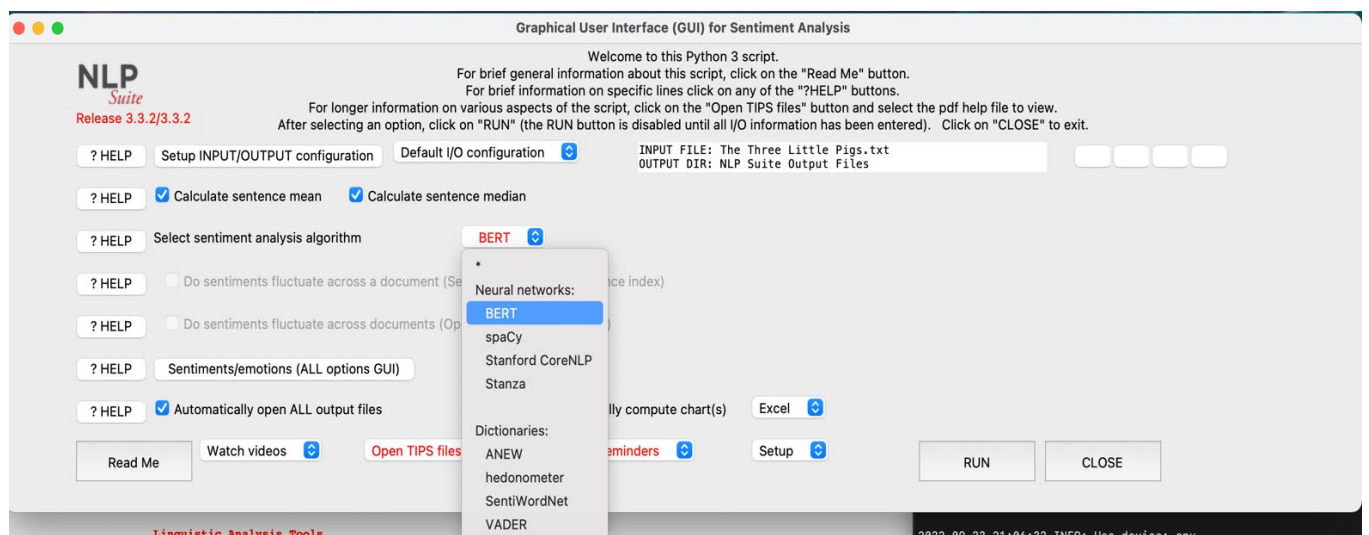 Graphical User Interface (GUI) for Sentiment Analysis
NLP
Suite
Release 3.3.2/3.3.2
Welcome to this Python 3 script.
For brief general information about this script, click on the "Read Me" button.
For brief information on specific lines click on any of the "?HELP" buttons.
For longer information on various aspects of the script, click on the "Open TIPS files" button and select the pdf help file to view.
After selecting an option, click on "RUN" (the RUN button is disabled until all I/O information has been entered). Click on "CLOSE" to exit.
? HELP Setup INPUT/OUTPUT configuration Default I/O configuration
INPUT FILE: The Three Little Pigs.txt
OUTPUT DIR: NLP Suite Output Files
? HELP Calculate sentence mean Calculate sentence median
? HELP Select sentiment analysis algorithm BERT
*
? HELP Do sentiments fluctuate across a document
Neural networks:
BERT
? HELP Do sentiments fluctuate across documents
spaCy
Stanford CoreNLP
? HELP Sentiments/emotions (ALL options GUI)
Stanza
? HELP Automatically open ALL output files compute chart(s) Excel
Dictionaries:
Read Me Watch videos Open TIPS files Setup RUN CLOSE
ANEW
hedonometer
SentiWordNet
VADER